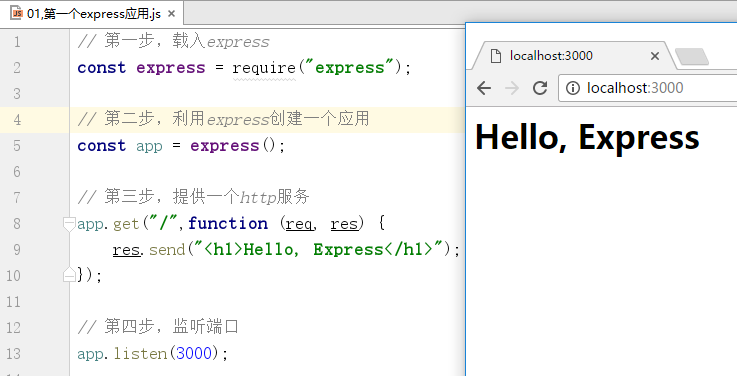 01,第一个express应用.js
1 // 第一步，载入express
2 const express = require("express");
3
4 // 第二步，利用express创建一个应用
5 const app = express();
6
7 // 第三步，提供一个http服务
8 app.get("/",function (req, res) {
9 res.send("<h1>Hello, Express</h1>");
10 });
11
12 // 第四步，监听端口
13 app.listen(3000);
localhost:3000
localhost:3000
Hello, Express